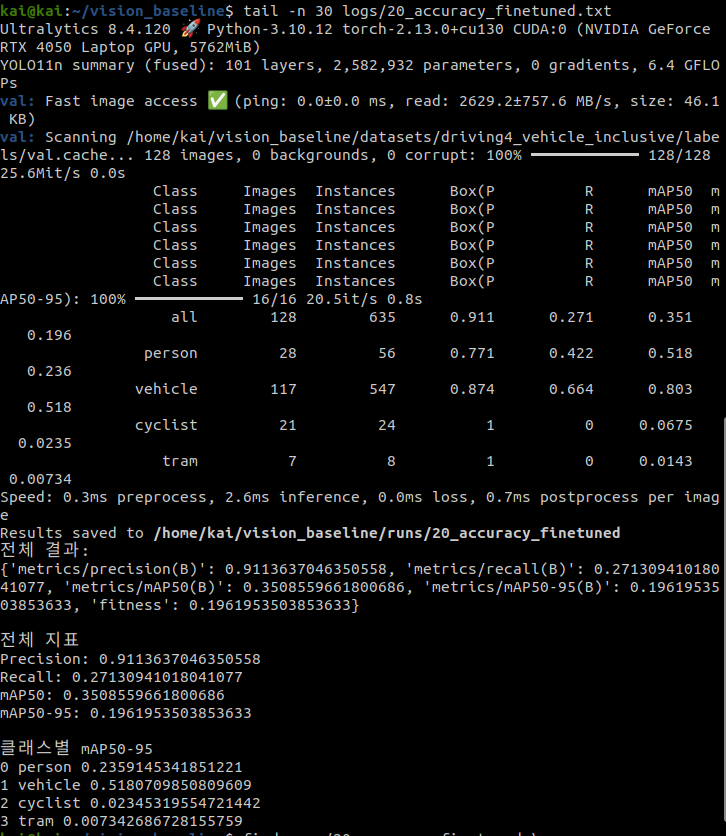 kai@kai:~/vision_baseline$ tail -n 30 logs/20_accuracy_finetuned.txt
Ultralytics 8.4.120 🚀 Python-3.10.12 torch-2.13.0+cu130 CUDA:0 (NVIDIA GeForce
RTX 4050 Laptop GPU, 5762MiB)
YOLO11n summary (fused): 101 layers, 2,582,932 parameters, 0 gradients, 6.4 GFLO
Ps
val: Fast image access ✅ (ping: 0.0±0.0 ms, read: 2629.2±757.6 MB/s, size: 46.1
 KB)
val: Scanning /home/kai/vision_baseline/datasets/driving4_vehicle_inclusive/labe
ls/val.cache... 128 images, 0 backgrounds, 0 corrupt: 100% ━━━━━━━━━━━━ 128/128
25.6Mit/s 0.0s
                 Class     Images  Instances      Box(P          R      mAP50  m
                 Class     Images  Instances      Box(P          R      mAP50  m
                 Class     Images  Instances      Box(P          R      mAP50  m
                 Class     Images  Instances      Box(P          R      mAP50  m
                 Class     Images  Instances      Box(P          R      mAP50  m
                 Class     Images  Instances      Box(P          R      mAP50  m
AP50-95): 100% ━━━━━━━━━━━━ 16/16 20.5it/s 0.8s
                   all        128        635      0.911      0.271      0.351
   0.196
                person         28         56      0.771      0.422      0.518
   0.236
               vehicle        117        547      0.874      0.664      0.803
   0.518
               cyclist         21         24          1          0     0.0675
  0.0235
                  tram          7          8          1          0     0.0143
 0.00734
Speed: 0.3ms preprocess, 2.6ms inference, 0.0ms loss, 0.7ms postprocess per imag
e
Results saved to /home/kai/vision_baseline/runs/20_accuracy_finetuned
전체 결과:
{'metrics/precision(B)': 0.9113637046350558, 'metrics/recall(B)': 0.271309410180
41077, 'metrics/mAP50(B)': 0.3508559661800686, 'metrics/mAP50-95(B)': 0.19619535
03853633, 'fitness': 0.1961953503853633}

전체 지표
Precision: 0.9113637046350558
Recall: 0.27130941018041077
mAP50: 0.3508559661800686
mAP50-95: 0.1961953503853633

클래스별 mAP50-95
0 person 0.2359145341851221
1 vehicle 0.5180709850809609
2 cyclist 0.02345319554721442
3 tram 0.007342686728155759